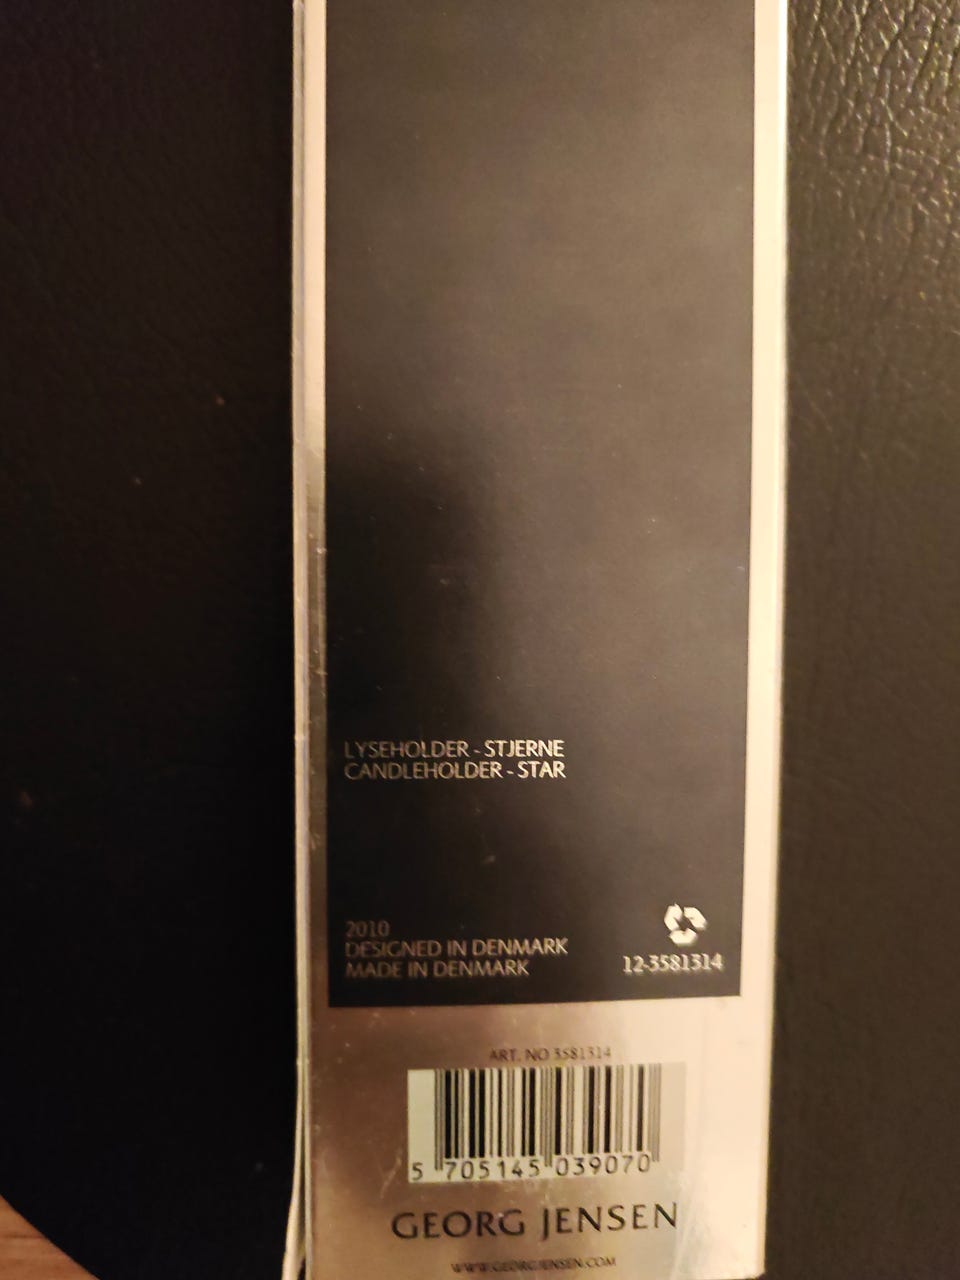 LYSEHOLDER - STJERNE
CANDLEHOLDER - STAR
2010
DESIGNED IN DENMARK
MADE IN DENMARK
12-3581314
ART. NO 3581314
5 705145 039070
GEORG JENSEN
WWW.GEORGJENSEN.COM